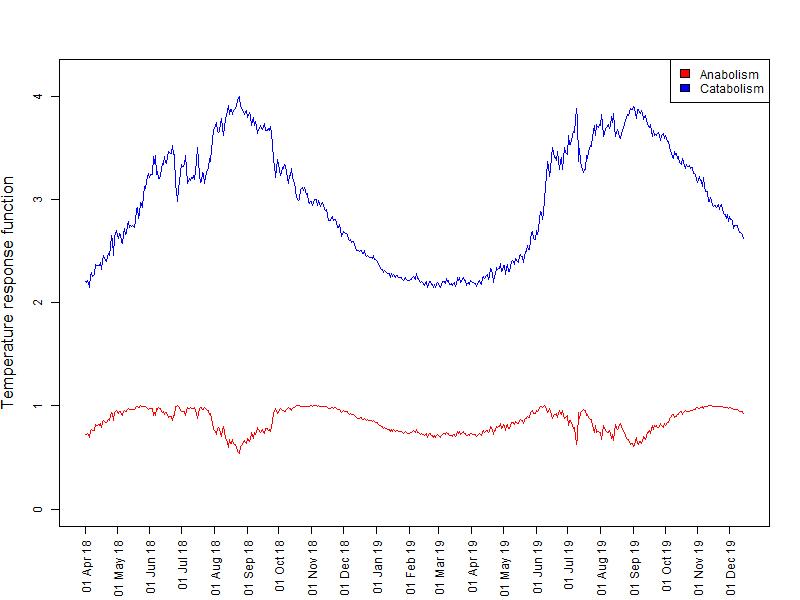 Anabolism
Catabolism
Temperature response function
4
3
2
1
0
01 Apr 18
01 May 18
01 Jun 18
01 Jul 18
01 Aug 18
01 Sep 18
01 Oct 18
01 Nov 18
01 Dec 18
01 Jan 19
01 Feb 19
01 Mar 19
01 Apr 19
01 May 19
01 Jun 19
01 Jul 19
01 Aug 19
01 Sep 19
01 Oct 19
01 Nov 19
01 Dec 19